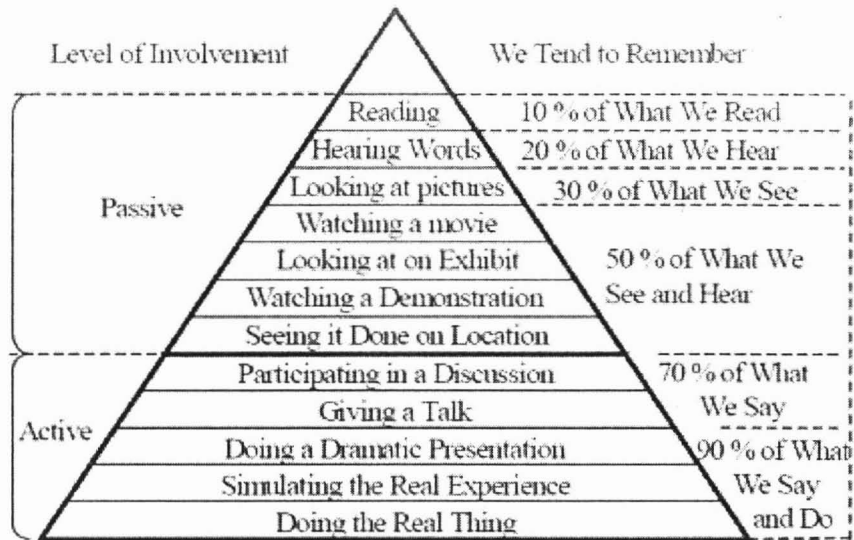 Level of Involvement
We Tend to Remember
Reading
10 % of What We Read
Hearing Words
20 % of What We Hear
Looking at pictures
30 % of What We See
Passive
Watching a movie
Looking at on Exhibit
50 % of What We
See and Hear
Watching a Demonstration
Seeing it Done on Location
Participating in a Discussion
70 % of What
We Say
Giving a Talk
Active
Doing a Dramatic Presentation
90 % of What
We Say
and Do
Simulating the Real Experience
Doing the Real Thing